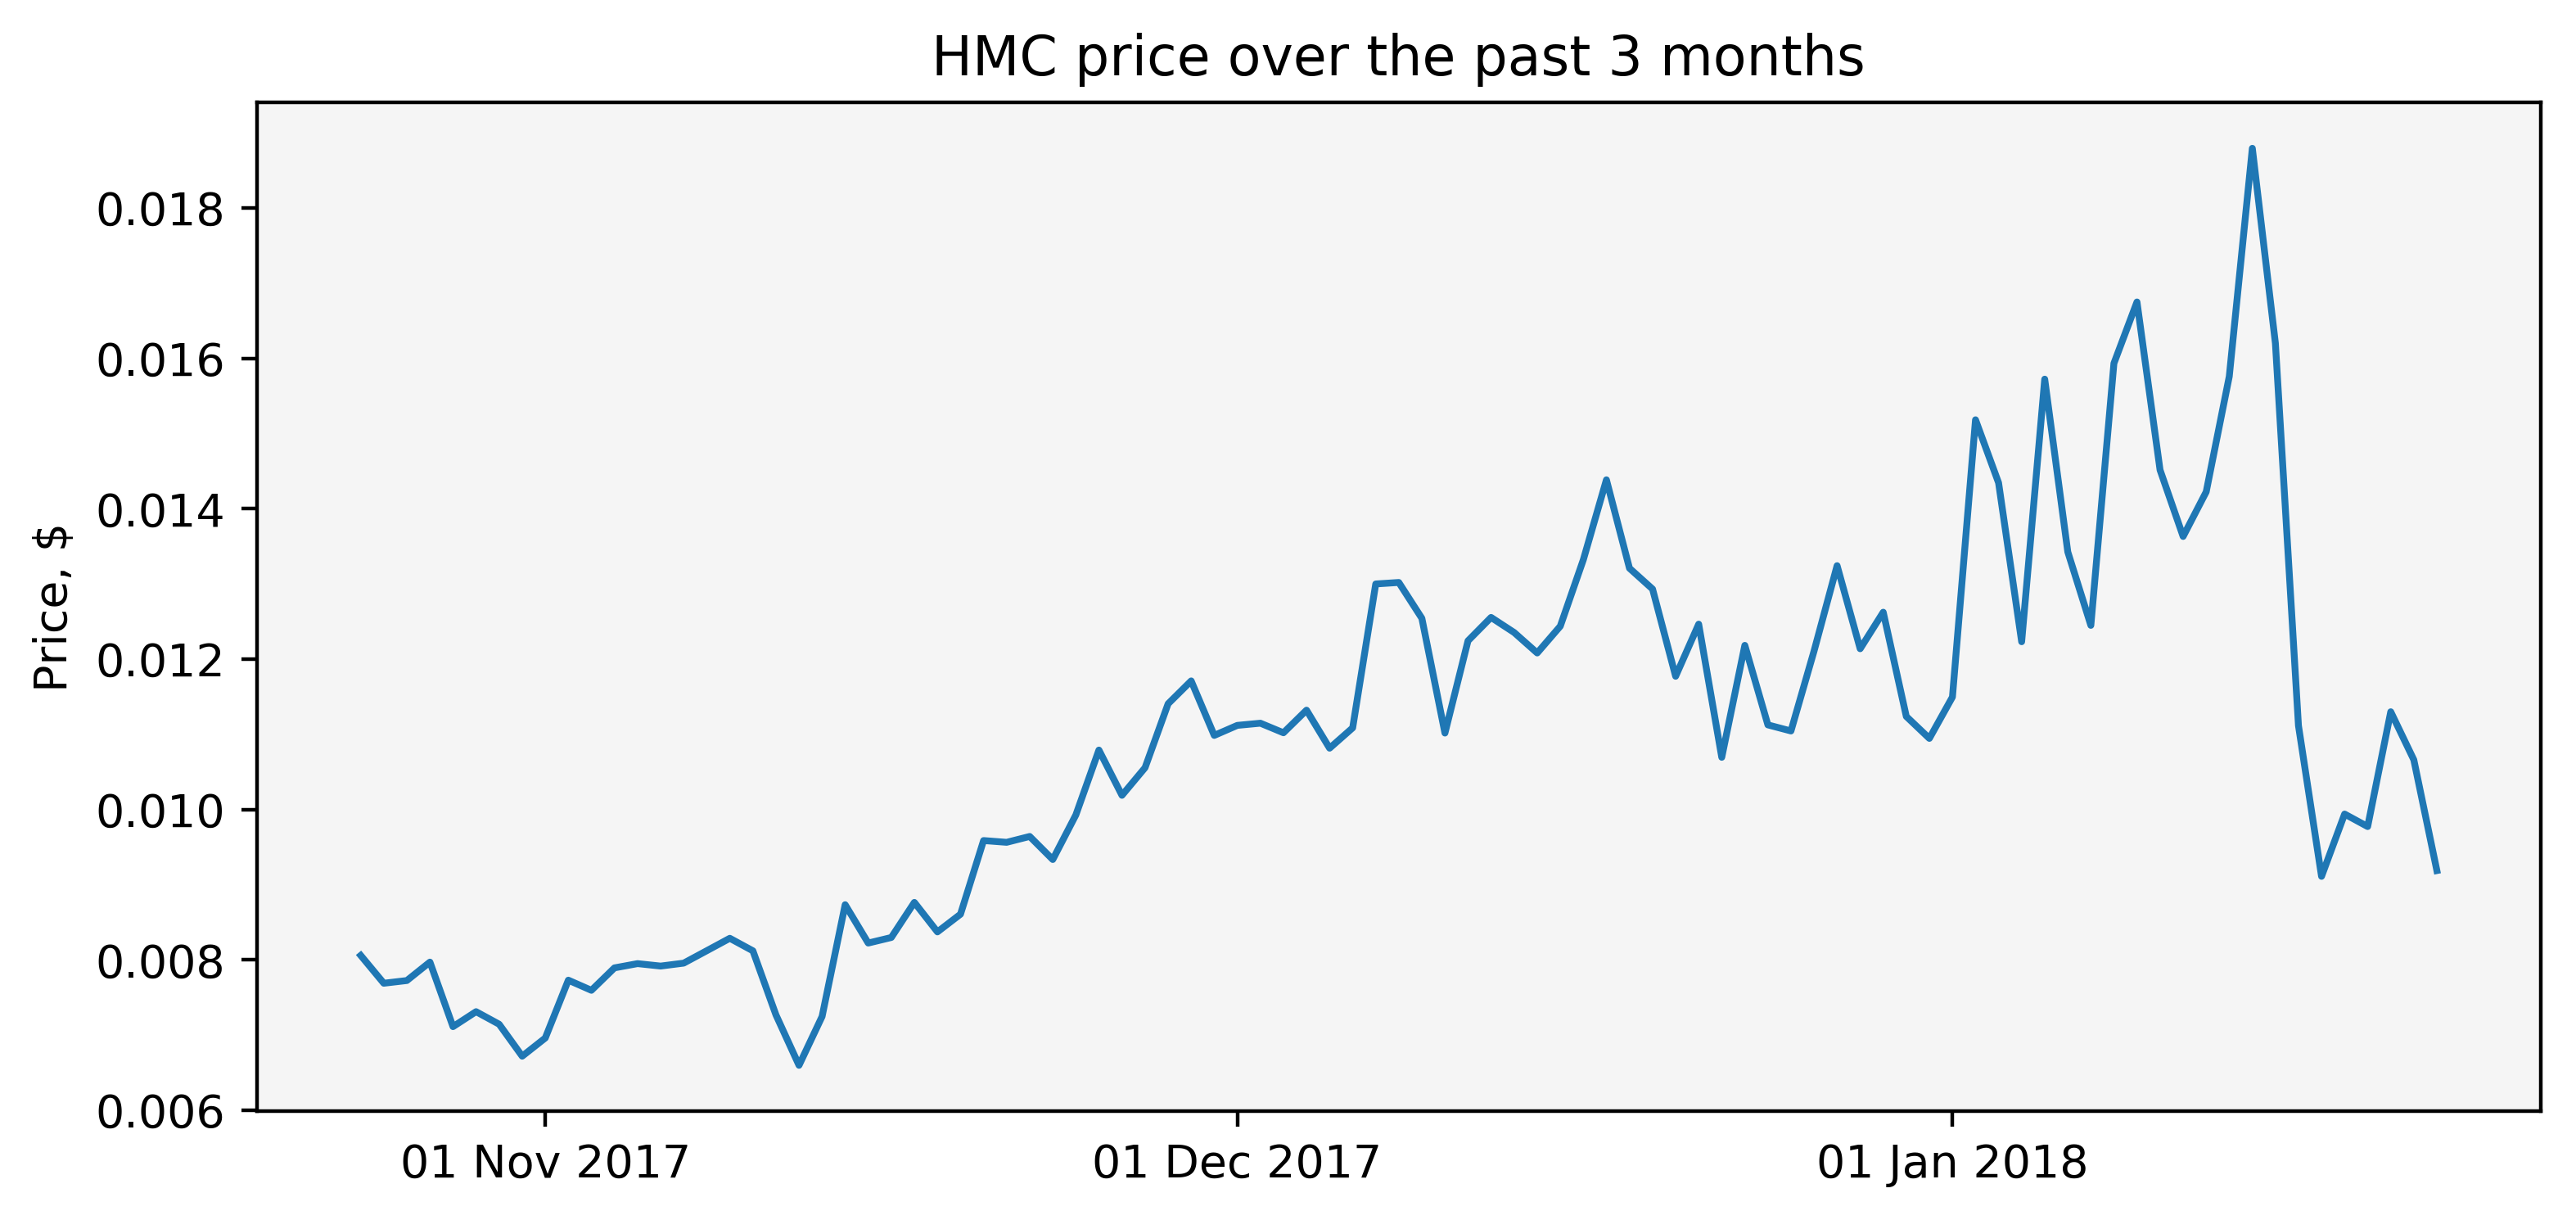 HMC price over the past 3 months
Price, $
0.018
0.016
0.014
0.012
0.010
0.008
0.006
01 Nov 2017
01 Dec 2017
01 Jan 2018